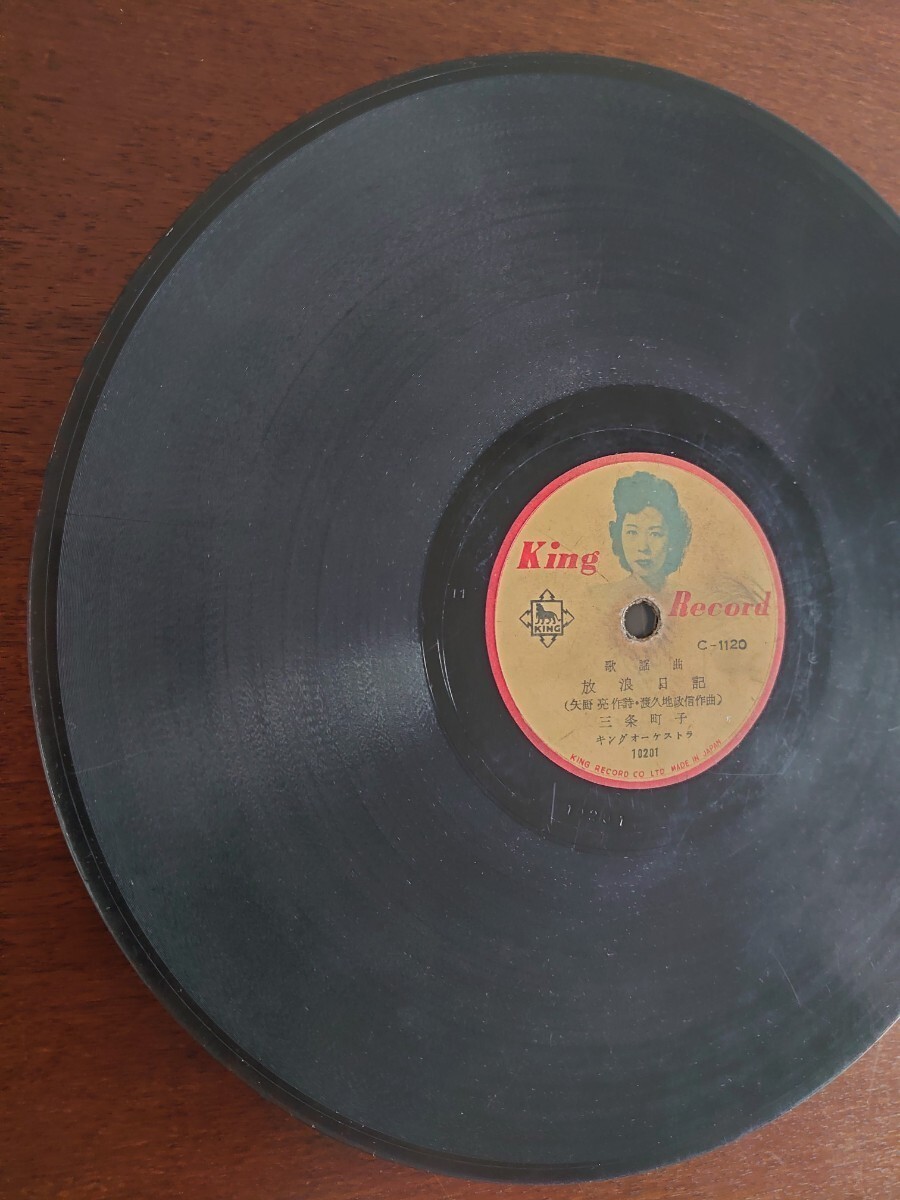 King
Record
KING
C-1120
歌謡曲
放浪日記
(矢野亮作詩・渡久地政信作曲)
三条町子
キングオーケストラ
10201
KING RECORD CO LTD MADE IN JAPAN